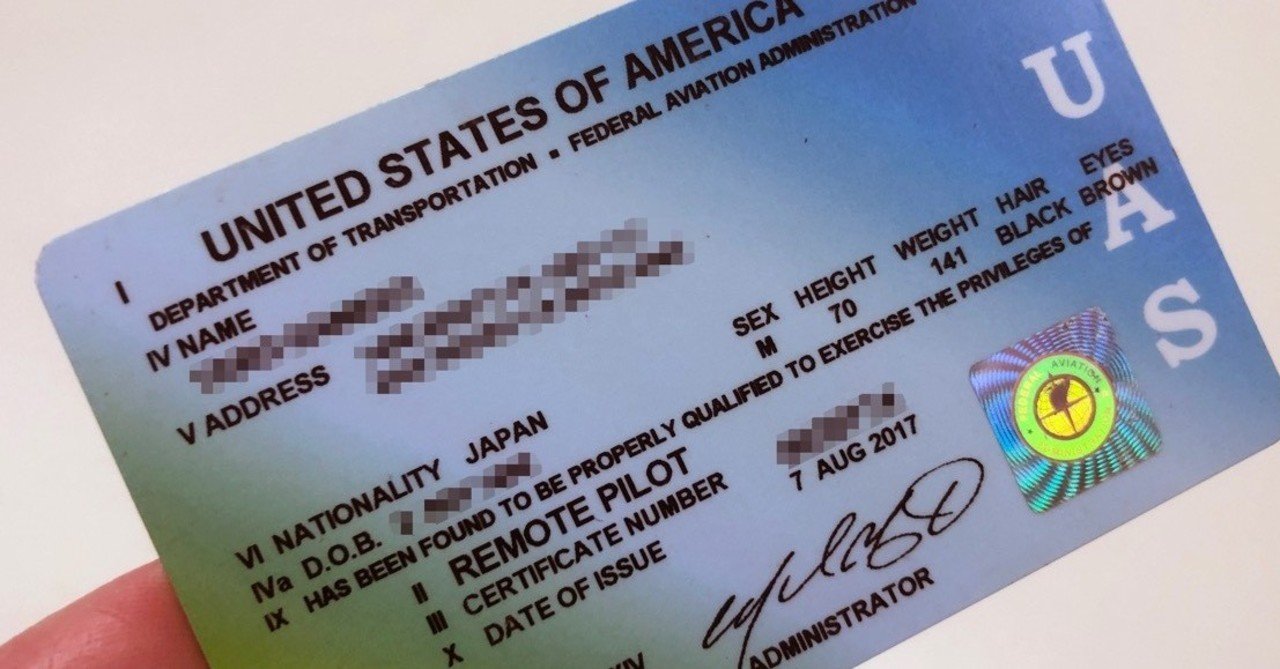 UNITED STATES OF AMERICA
DEPARTMENT OF TRANSPORTATION ▪ FEDERAL AVIATION ADMINISTRATION
I
IV NAME
V ADDRESS
SEX HEIGHT WEIGHT HAIR EYES
M 70 141 BLACK BROWN
VI NATIONALITY JAPAN
IVa D.O.B.
IX HAS BEEN FOUND TO BE PROPERLY QUALIFIED TO EXERCISE THE PRIVILEGES OF
II REMOTE PILOT
III CERTIFICATE NUMBER
X DATE OF ISSUE 7 AUG 2017
XIV
ADMINISTRATOR
U
A
S
AVIATION